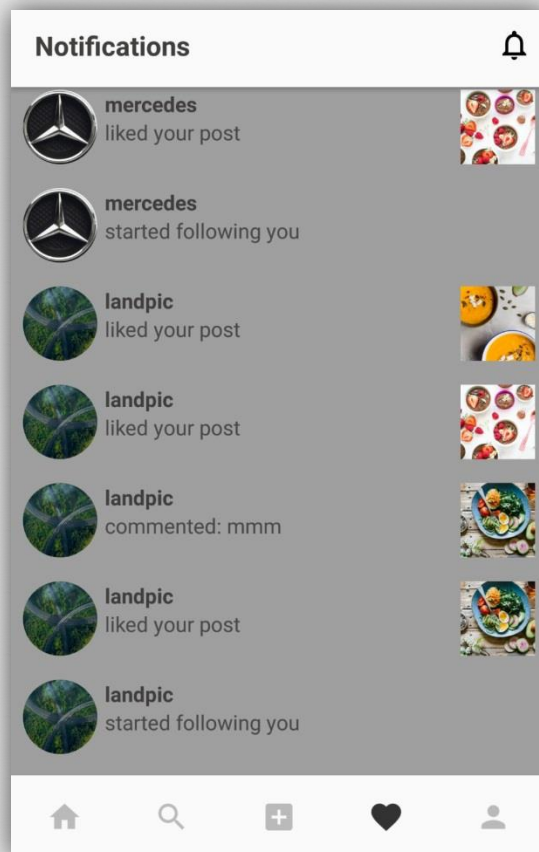 Notifications
mercedes
liked your post
mercedes
started following you
landpic
liked your post
landpic
liked your post
landpic
commented: mmm
landpic
liked your post
landpic
started following you